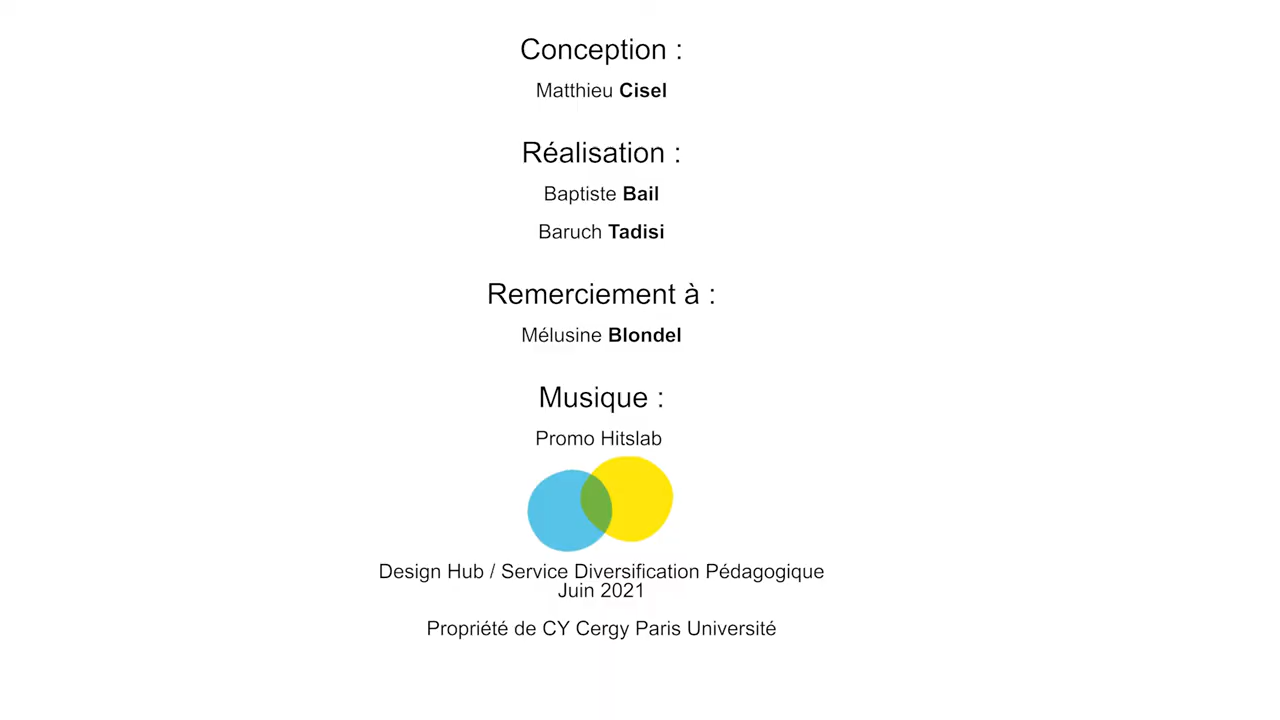 Conception :
Matthieu Cisel
Réalisation :
Baptiste Bail
Baruch Tadisi
Remerciement à :
Mélusine Blondel
Musique :
Promo Hitslab
Design Hub / Service Diversification Pédagogique
Juin 2021
Propriété de CY Cergy Paris Université